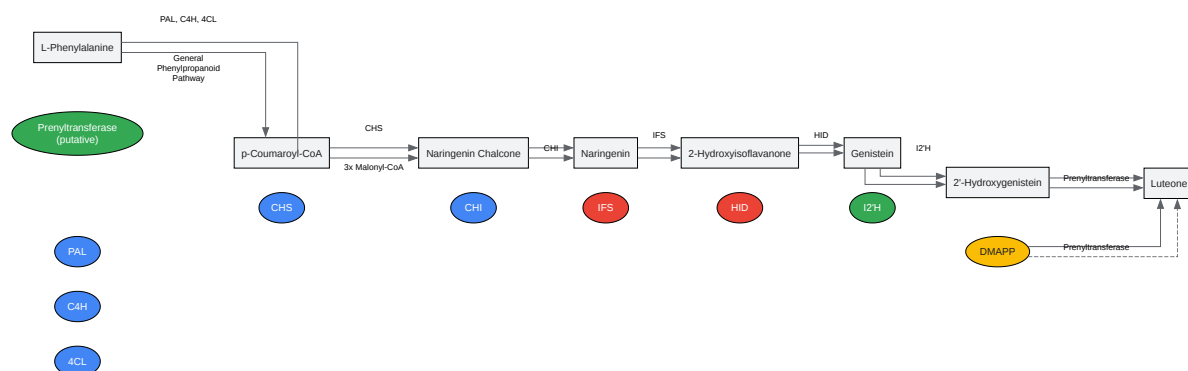 PAL, C4H, 4CL
L-Phenylalanine
General
Phenylpropanoid
Pathway
Prenyltransferase
(putative)
CHS
CHI
IFS
HID
I2'H
p-Coumaroyl-CoA
Naringenin Chalcone
Naringenin
2-Hydroxyisoflavanone
Genistein
3x Malonyl-CoA
Prenyltransferase
2'-Hydroxygenistein
Luteone
CHS
CHI
IFS
HID
I2'H
PAL
DMAPP
Prenyltransferase
C4H
4CL